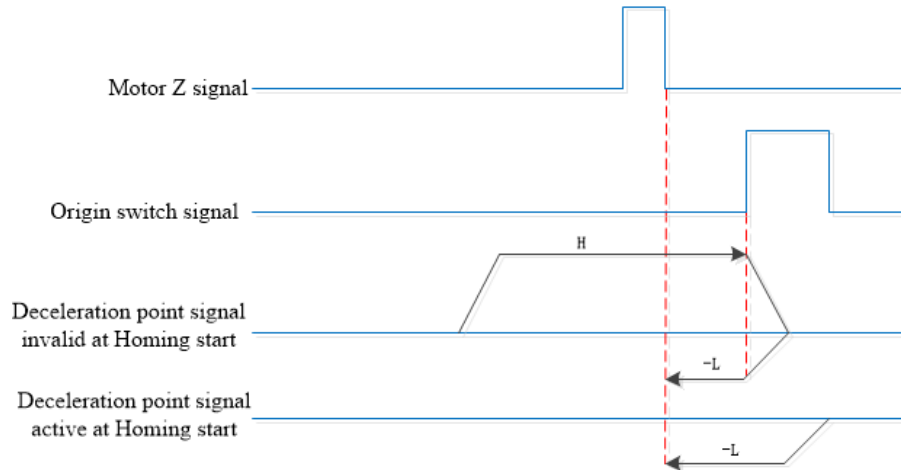 Motor Z signal
Origin switch signal
H
Deceleration point signal
invalid at Homing start
-L
Deceleration point signal
active at Homing start
-L